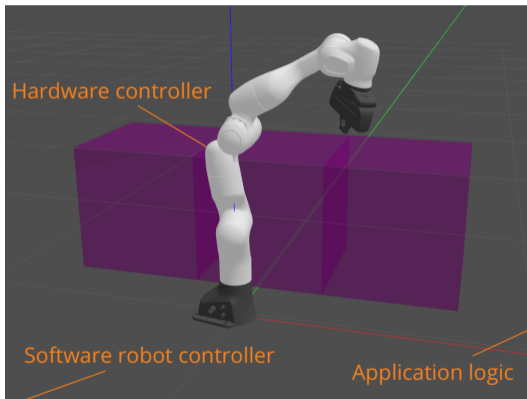 Hardware controller
Software robot controller
Application logic